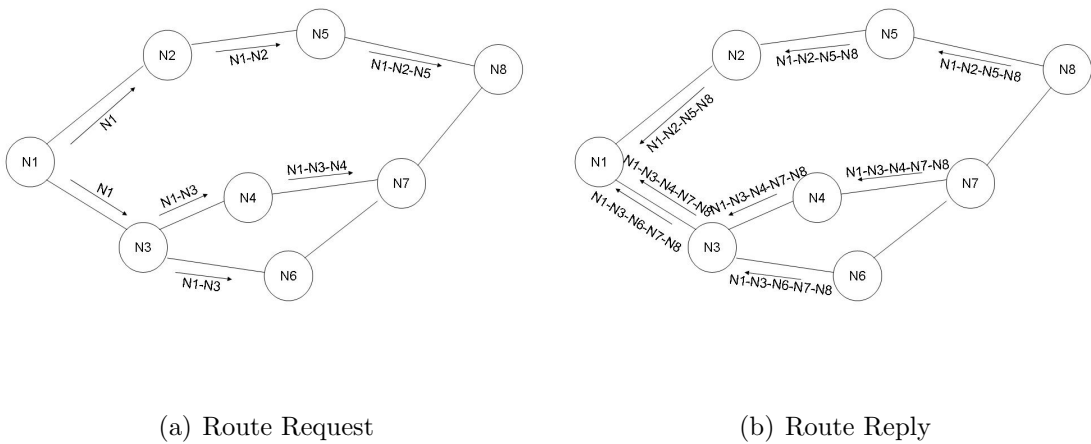 N2
N5
N1-N2
N1-N2-N5
N8
N1
N1
N1
N1-N3
N1-N3-N4
N4
N7
N3
N1-N3
N6
(a) Route Request
N2
N5
N1-N2-N5-N8
N1-N2-N5-N8
N8
N1-N2-N5-N8
N1
N1-N3-N4-N7-N8
N1-N3-N4-N7-N8
N1-N3-N4-N7-N8
N4
N7
N1-N3-N6-N7-N8
N3
N1-N3-N6-N7-N8
N6
(b) Route Reply